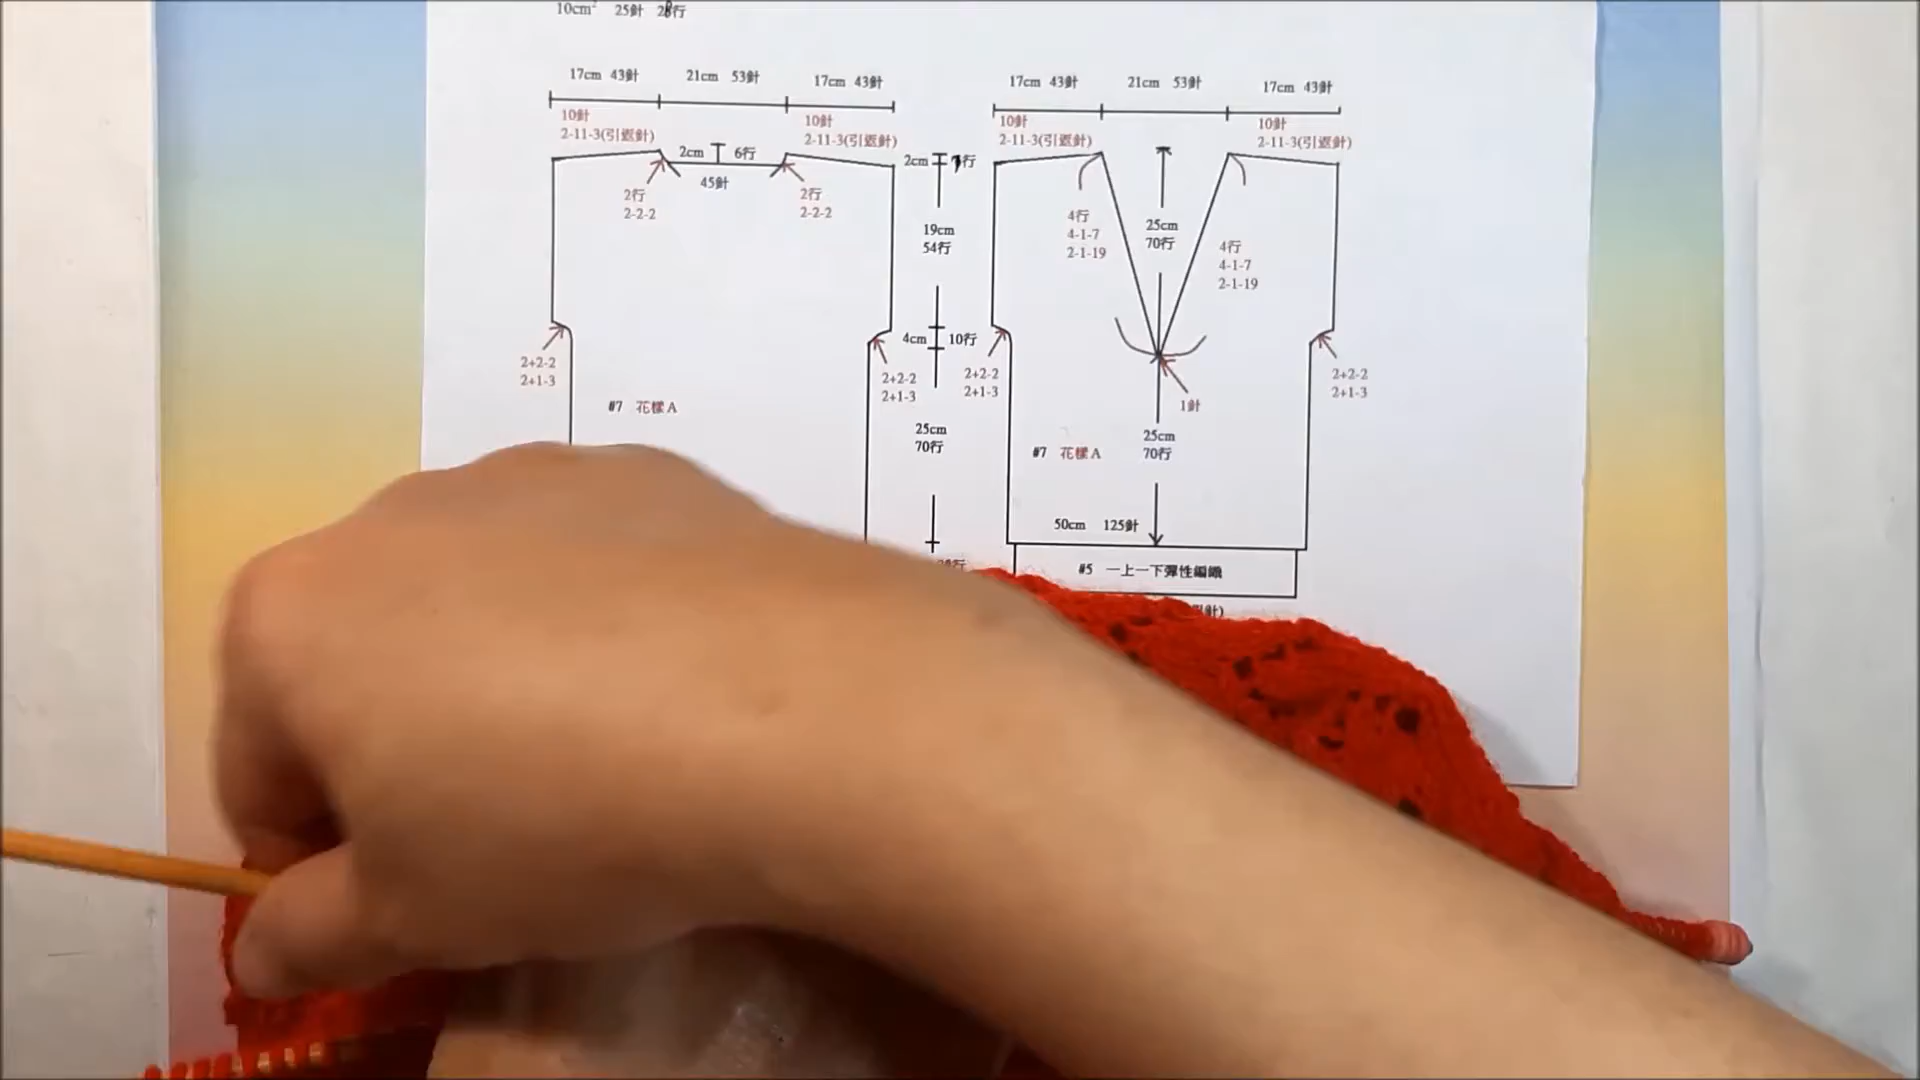 10cm² 25針 28行
17cm 43針 21cm 53針 17cm 43針
10針
2-11-3(引返針)
10針
2-11-3(引返針)
2cm 6行
45針
2行
2-2-2
2行
2-2-2
2+2-2
2+1-3
2+2-2
2+1-3
#7 花樣A
2cm 行
19cm
54行
4cm 10行
25cm
70行
17cm 43針 21cm 53針 17cm 43針
10針
2-11-3(引返針)
10針
2-11-3(引返針)
4行
4-1-7
2-1-19
25cm
70行
4行
4-1-7
2-1-19
2+2-2
2+1-3
2+2-2
2+1-3
1針
#7 花樣A
25cm
70行
50cm 125針
#5 一上一下彈性編織
針)